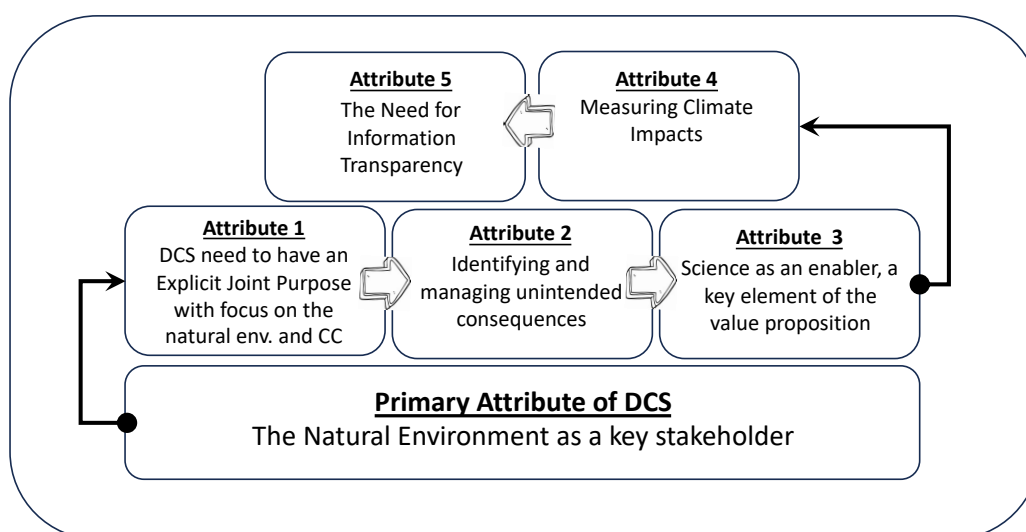 Attribute 5
The Need for
Information
Transparency
Attribute 4
Measuring Climate
Impacts
Attribute 1
DCS need to have an
Explicit Joint Purpose
with focus on the
natural env. and CC
Attribute 2
Identifying and
managing unintended
consequences
Attribute  3
Science as an enabler, a
key element of the
value proposition
Primary Attribute of DCS
The Natural Environment as a key stakeholder